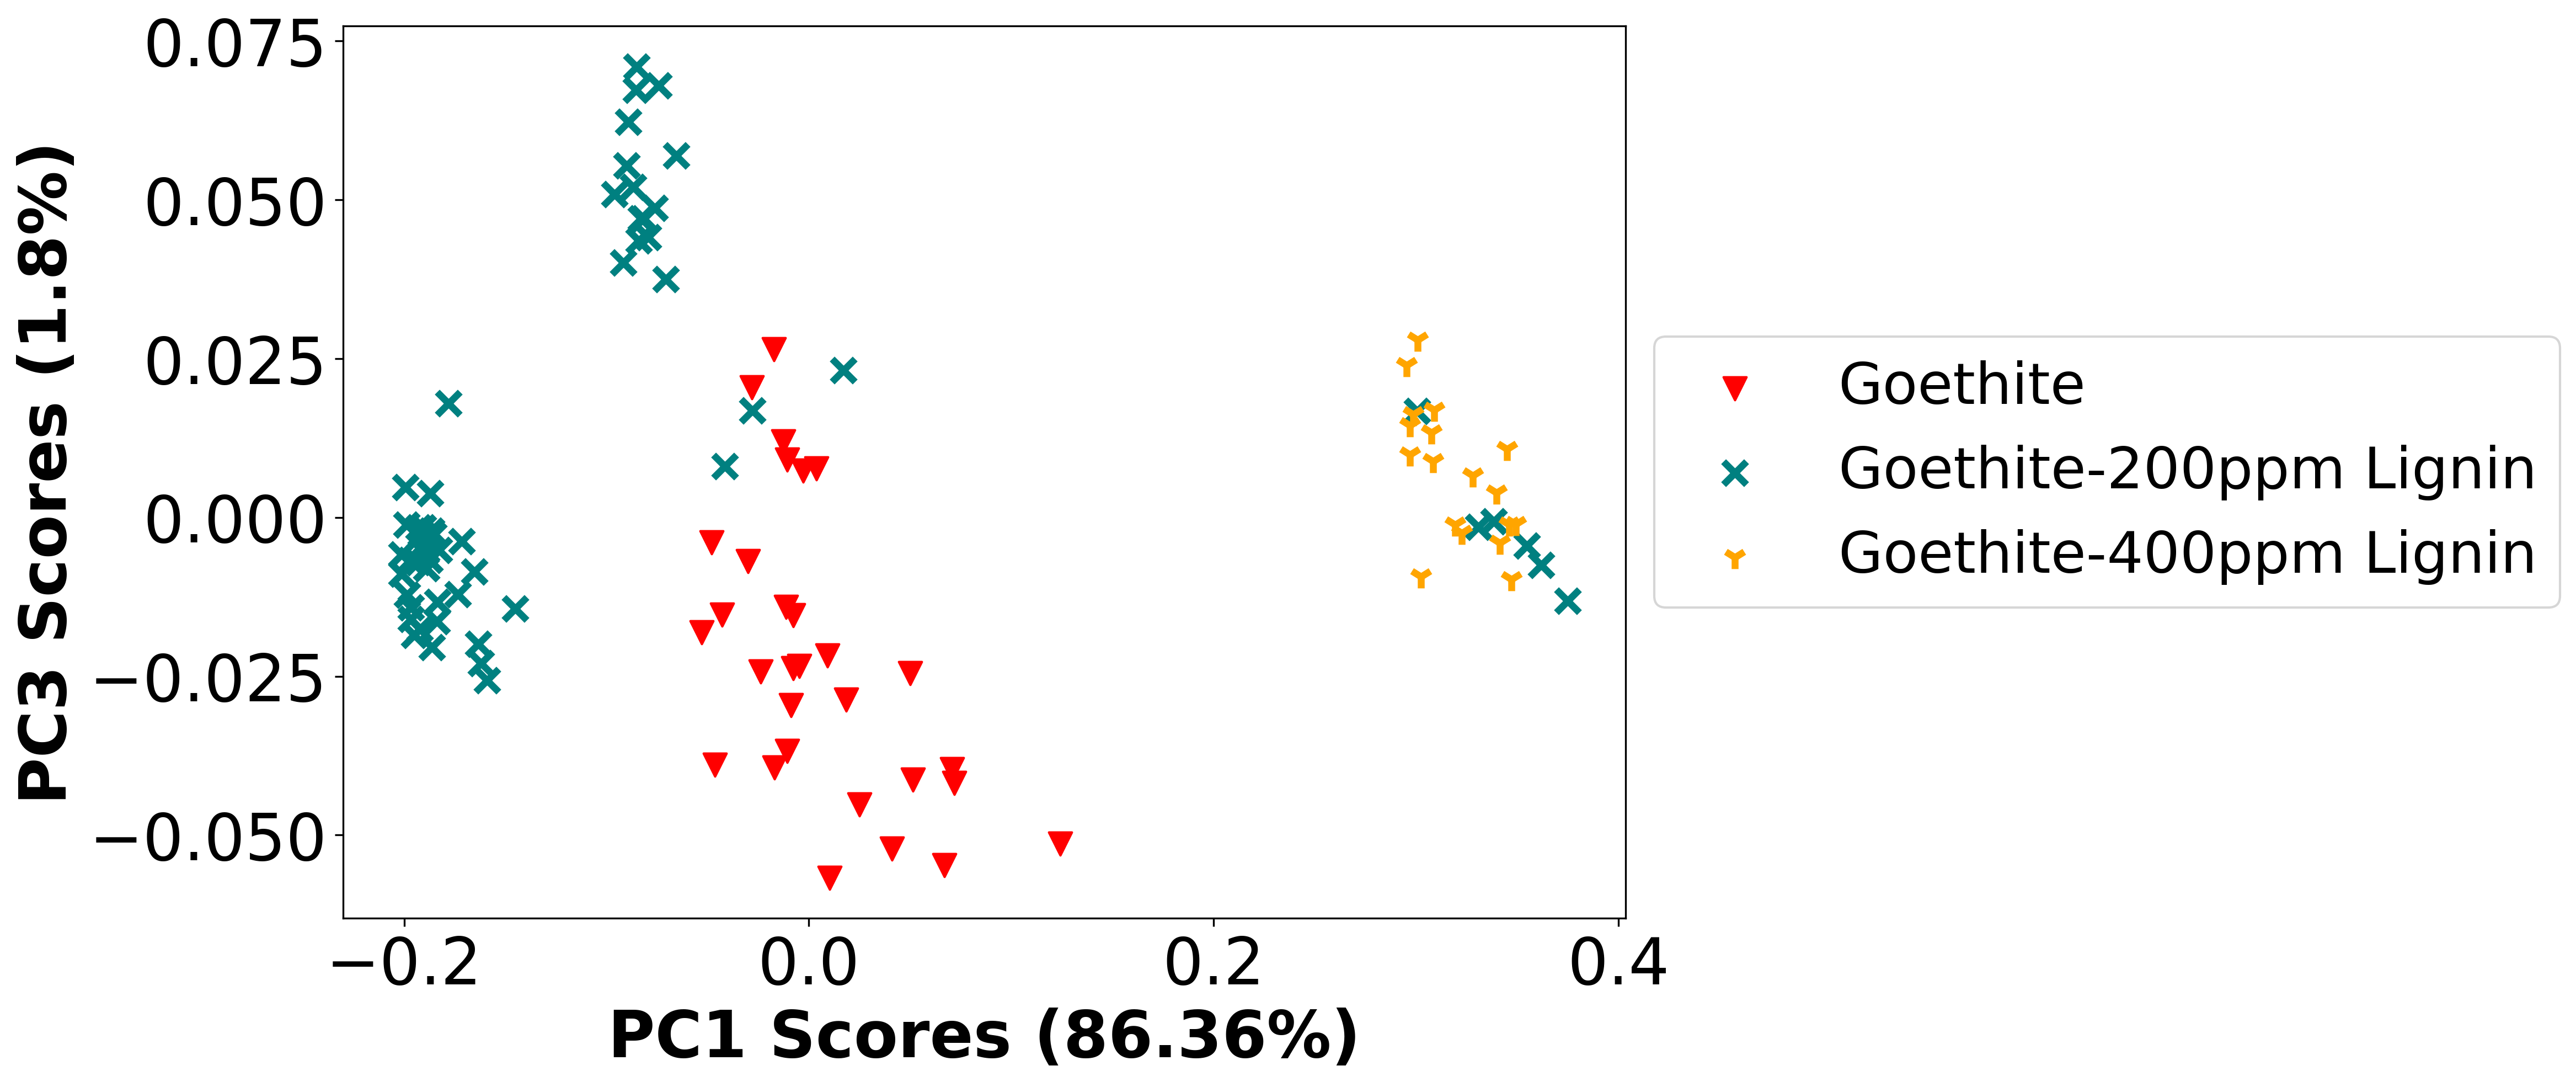 PC3 Scores (1.8%)
0.075
0.050
0.025
0.000
−0.025
−0.050
−0.2
0.0
0.2
0.4
PC1 Scores (86.36%)
Goethite
Goethite-200ppm Lignin
Goethite-400ppm Lignin